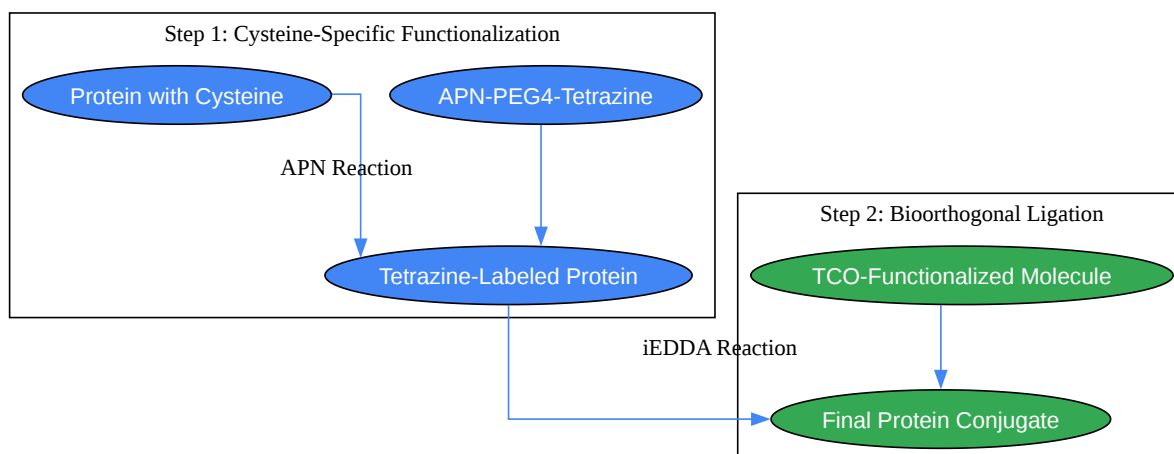 Step 1: Cysteine-Specific Functionalization
Protein with Cysteine
APN-PEG4-Tetrazine
APN Reaction
Tetrazine-Labeled Protein
Step 2: Bioorthogonal Ligation
TCO-Functionalized Molecule
iEDDA Reaction
Final Protein Conjugate